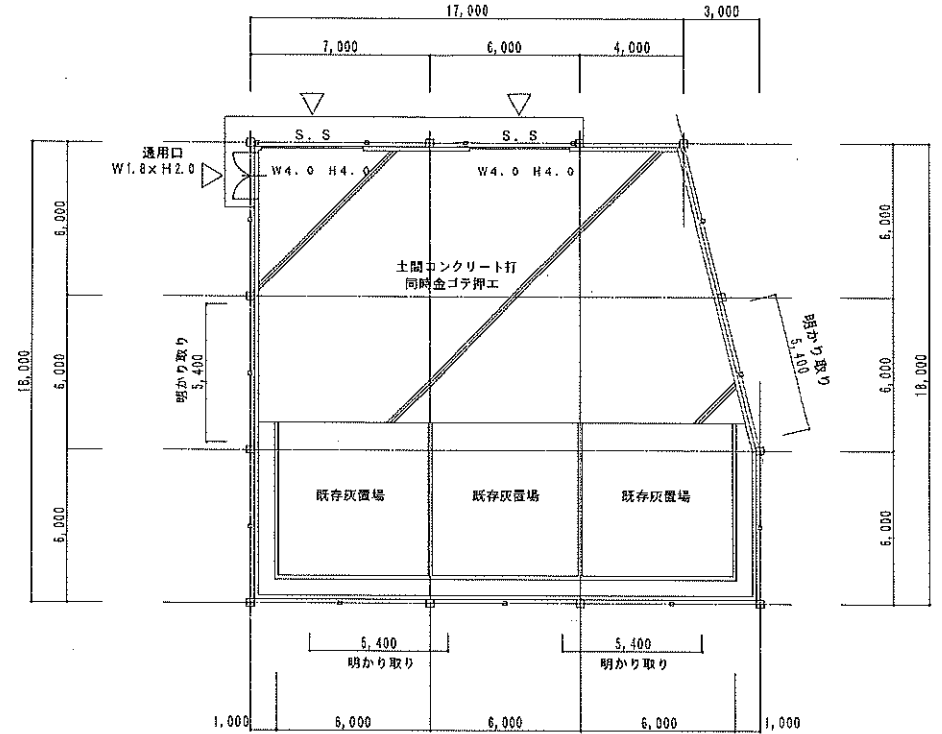 17,000
3,000
7,000
6,000
4,000
S.S
S.S
通用口
W1.8×H2.0
W4.0 H4.0
W4.0 H4.0
土間コンクリート打
同時金ゴテ押エ
18,000
6,000
6,000
6,000
明かり取り
5,400
明かり取り
5,400
6,000
6,000
6,000
18,000
既存灰置場
既存灰置場
既存灰置場
5,400
明かり取り
5,400
明かり取り
1,000
6,000
6,000
6,000
1,000